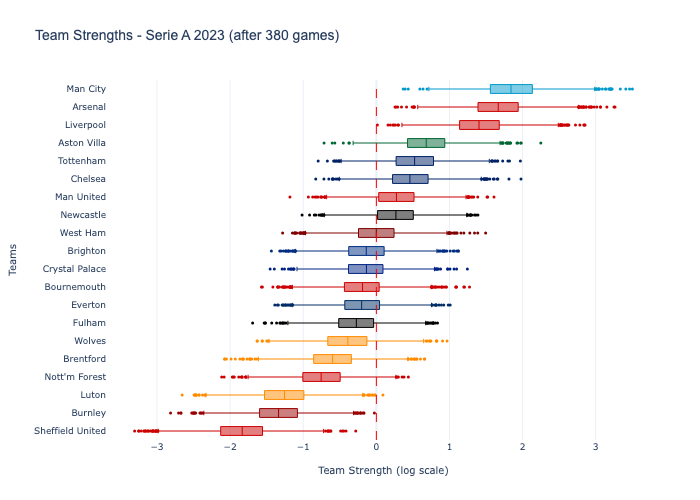 Team Strengths - Serie A 2023 (after 380 games)
Man City
Arsenal
Liverpool
Aston Villa
Tottenham
Chelsea
Man United
Newcastle
West Ham
Brighton
Crystal Palace
Bournemouth
Everton
Fulham
Wolves
Brentford
Nott'm Forest
Luton
Burnley
Sheffield United
Teams
−3 −2 −1 0 1 2 3
Team Strength (log scale)